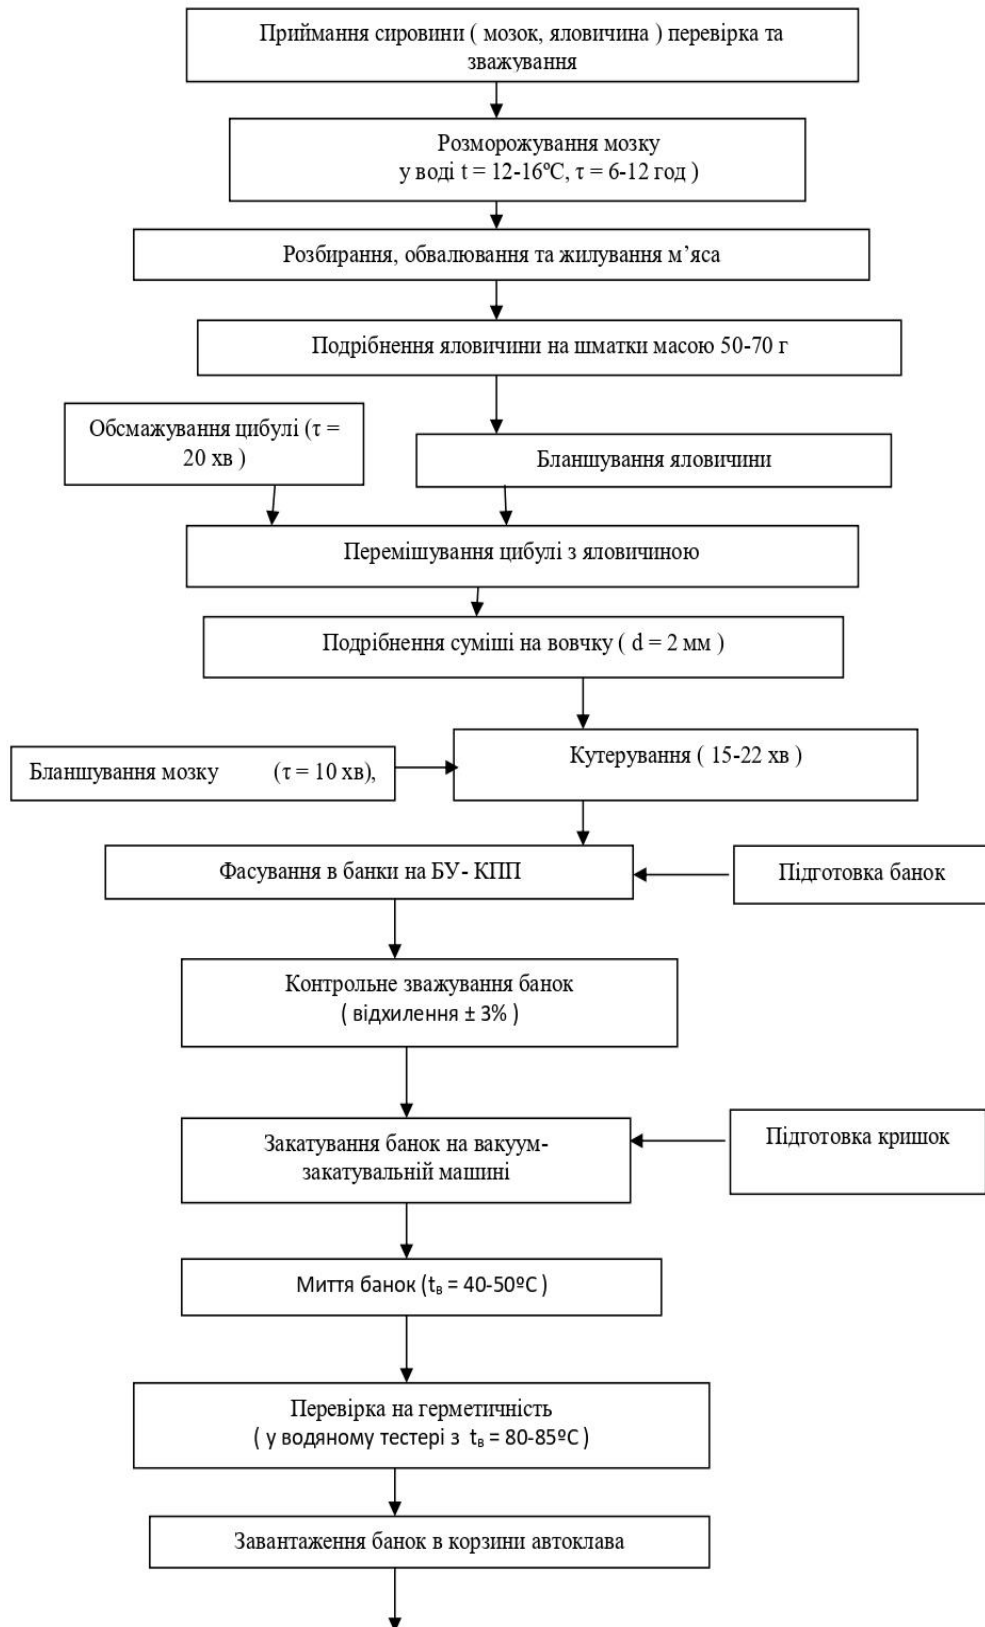 Приймання сировини ( мозок, яловичина ) перевірка та
зважування
Розморожування мозку
у воді t = 12-16ºС, τ = 6-12 год )
Розбирання, обвалювання та жилування м’яса
Подрібнення яловичини на шматки масою 50-70 г
Обсмажування цибулі (τ =
20 хв )
Бланшування яловичини
Перемішування цибулі з яловичиною
Подрібнення суміші на вовчку ( d = 2 мм )
Бланшування мозку (τ = 10 хв),
Кутерування ( 15-22 хв )
Фасування в банки на БУ- КПП
Підготовка банок
Контрольне зважування банок
( відхилення ± 3% )
Закатування банок на вакуум-
закатувальній машині
Підготовка кришок
Миття банок (tв = 40-50ºС )
Перевірка на герметичність
( у водяному тестері з tв = 80-85ºС )
Завантаження банок в корзини автоклава